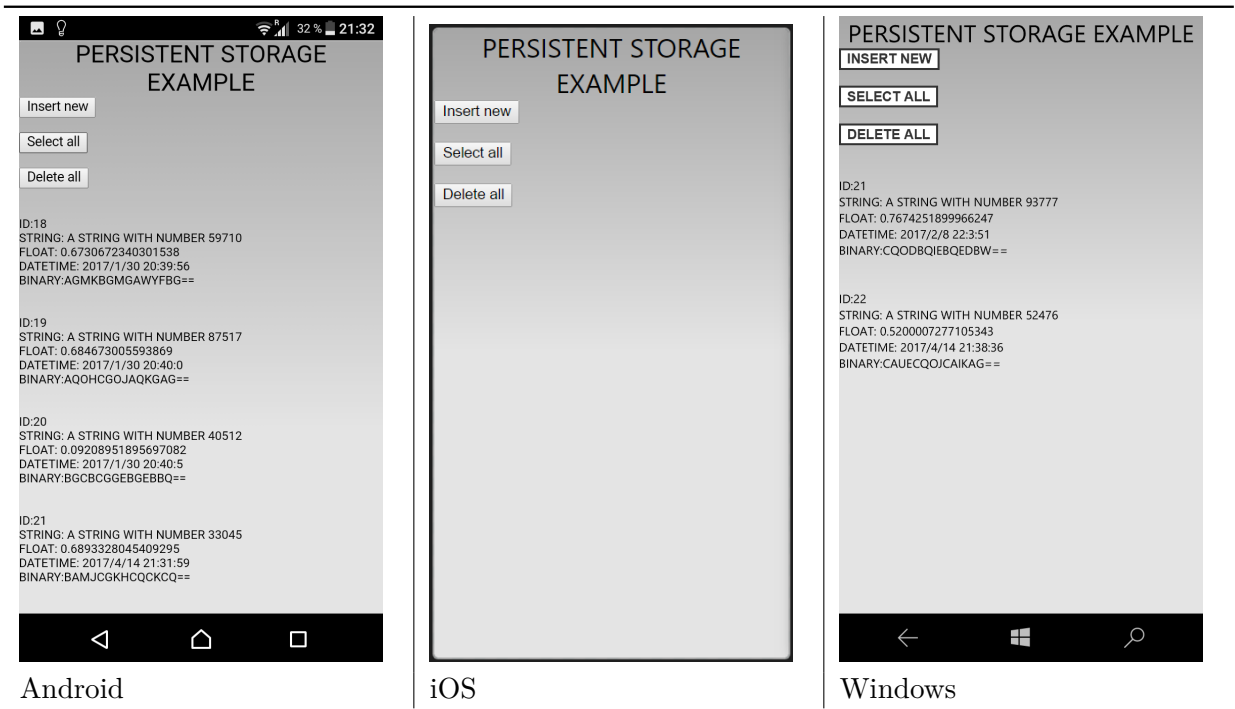 R 32 % 21:32
PERSISTENT STORAGE
EXAMPLE
Insert new
Select all
Delete all
ID:18
STRING: A STRING WITH NUMBER 59710
FLOAT: 0.6730672340301538
DATETIME: 2017/1/30 20:39:56
BINARY:AGMKBGMGAWYFBG==
ID:19
STRING: A STRING WITH NUMBER 87517
FLOAT: 0.684673005593869
DATETIME: 2017/1/30 20:40:0
BINARY:AQOHCGOJAQKGAG==
ID:20
STRING: A STRING WITH NUMBER 40512
FLOAT: 0.09208951895697082
DATETIME: 2017/1/30 20:40:5
BINARY:BGCBCGGEBGEBBQ==
ID:21
STRING: A STRING WITH NUMBER 33045
FLOAT: 0.6893328045409295
DATETIME: 2017/4/14 21:31:59
BINARY:BAMJCGKHCQCKCQ==
Android
PERSISTENT STORAGE
EXAMPLE
Insert new
Select all
Delete all
iOS
PERSISTENT STORAGE EXAMPLE
INSERT NEW
SELECT ALL
DELETE ALL
ID:21
STRING: A STRING WITH NUMBER 93777
FLOAT: 0.7674251899966247
DATETIME: 2017/2/8 22:3:51
BINARY:CQODBQIEBQEDBW==
ID:22
STRING: A STRING WITH NUMBER 52476
FLOAT: 0.5200007277105343
DATETIME: 2017/4/14 21:38:36
BINARY:CAUECQOJCAIKAG==
Windows